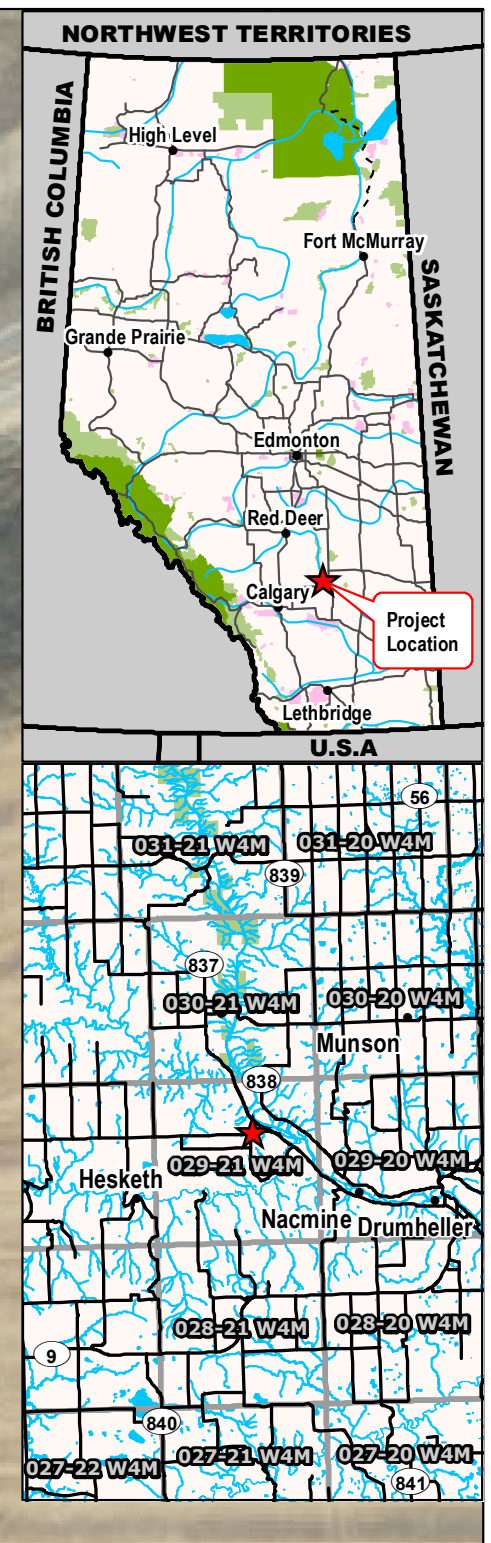 NORTHWEST TERRITORIES
BRITISH COLUMBIA
High Level
Fort McMurray
SASKATCHEWAN
Grande Prairie
Edmonton
Red Deer
Calgary
Project
Location
Lethbridge
U.S.A
56
031-21 W4M
031-20 W4M
839
837
030-21 W4M
030-20 W4M
Munson
838
029-21 W4M
029-20 W4M
Hesketh
Nacmine
Drumheller
028-21 W4M
028-20 W4M
9
840
027-22 W4M
027-21 W4M
027-20 W4M
841